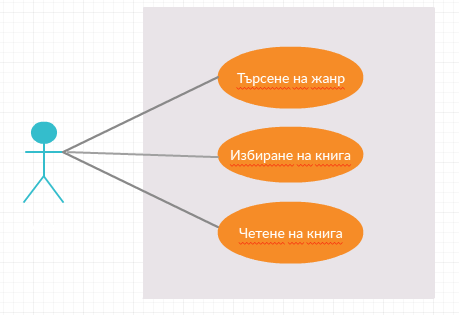 Търсене на жанр
Избиране на книга
Четене на книга